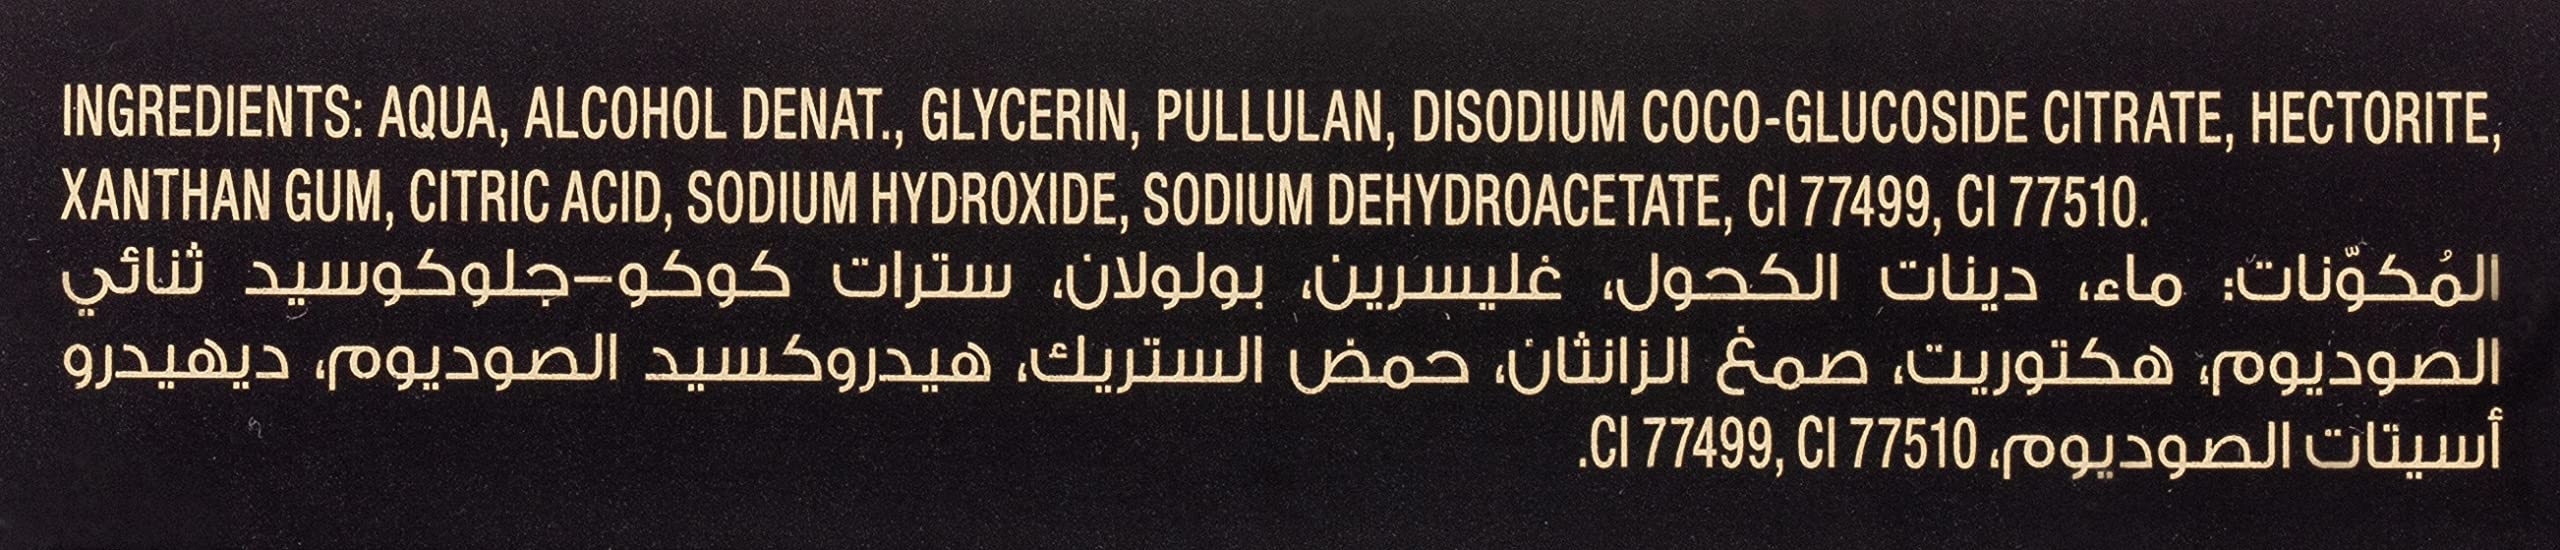 INGREDIENTS: AQUA, ALCOHOL DENAT., GLYCERIN, PULLULAN, DISODIUM COCO-GLUCOSIDE CITRATE, HECTORITE,
XANTHAN GUM, CITRIC ACID, SODIUM HYDROXIDE, SODIUM DEHYDROACETATE, CI 77499, CI 77510.
المُكوّنات: ماء، دينات الكحول، غليسرين، بولولان، سترات كوكو-جلوكوسيد ثنائي
الصوديوم، هكتوريت، صمغ الزانثان، حمض الستريك، هيدروكسيد الصوديوم، ديهيدرو
أسيتات الصوديوم، CI 77499, CI 77510.